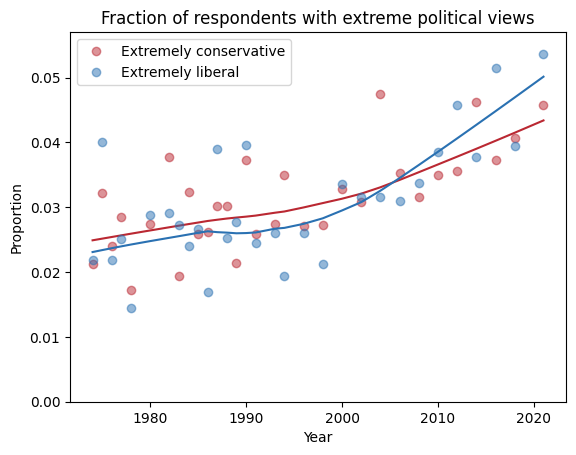 Fraction of respondents with extreme political views
Extremely conservative
Extremely liberal
0.05
0.04
0.03
0.02
0.01
0.00
Proportion
1980 1990 2000 2010 2020
Year